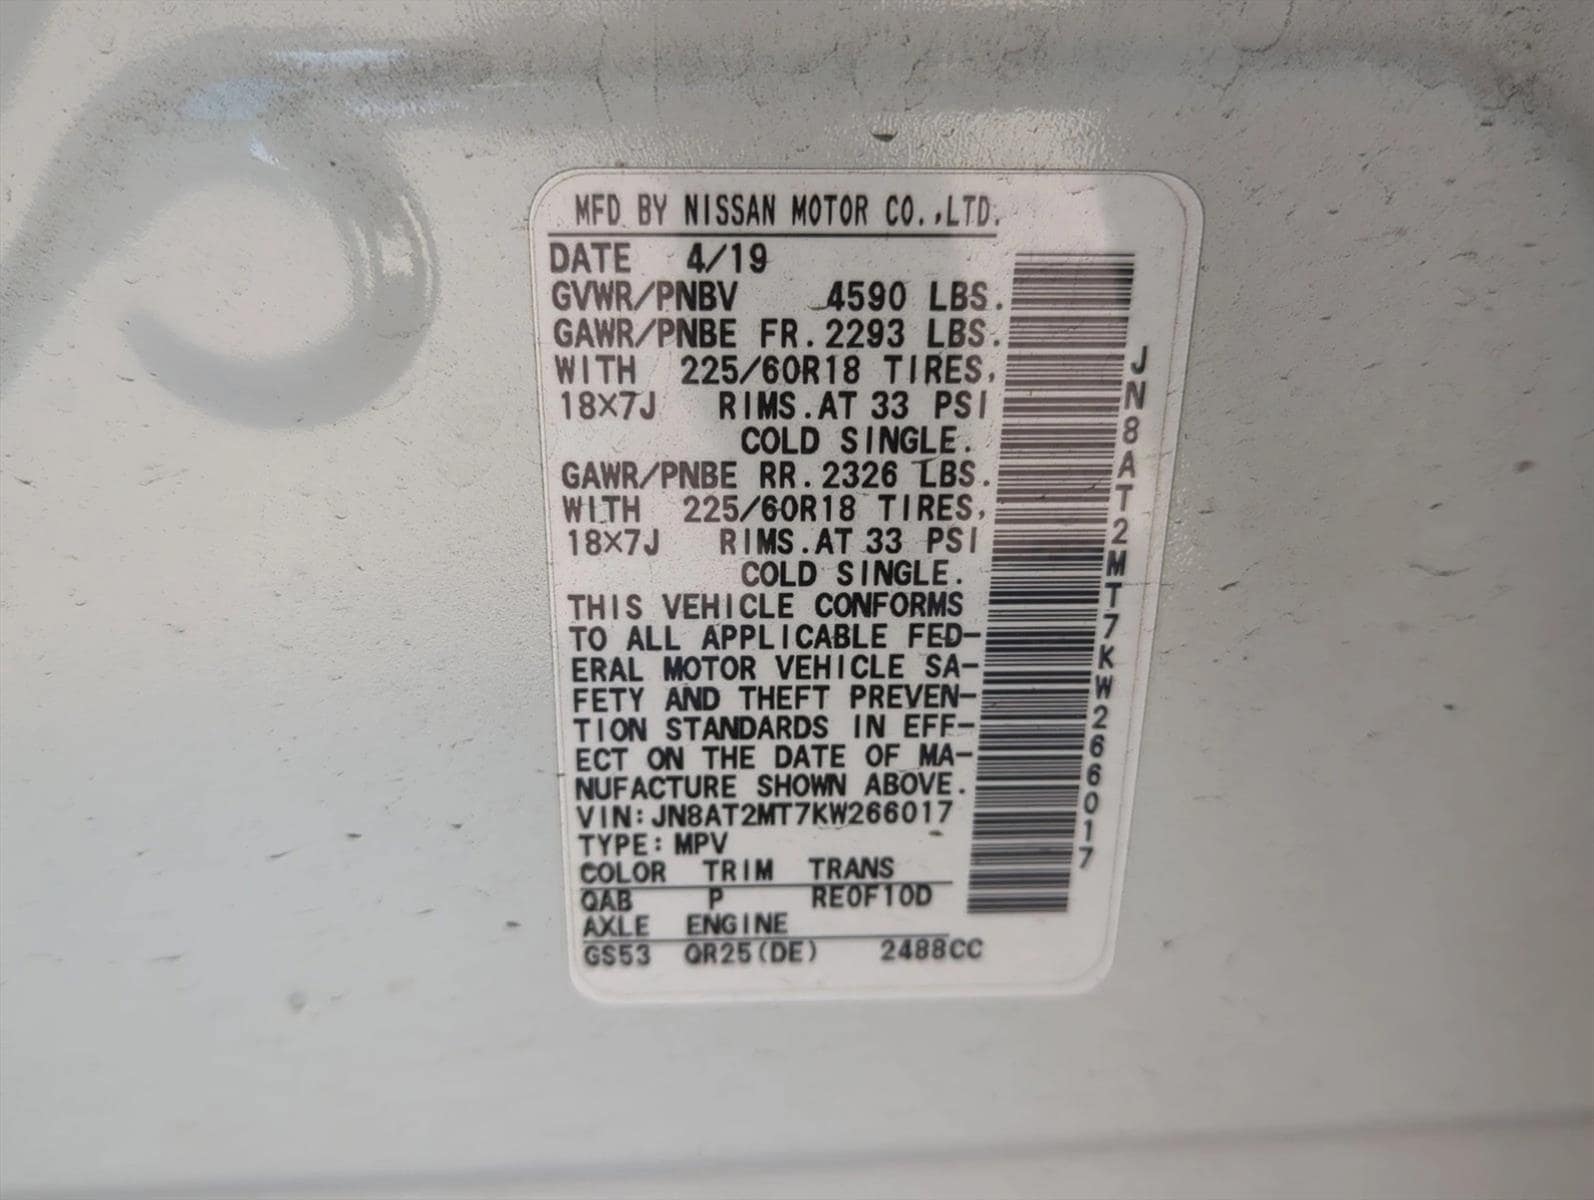 MFD BY NISSAN MOTOR CO.,LTD.
DATE 4/19
GVWR/PNBV 4590 LBS.
GAWR/PNBE FR.2293 LBS.
WITH 225/60R18 TIRES,
18×7J RIMS.AT 33 PSI
COLD SINGLE.
GAWR/PNBE RR.2326 LBS.
WITH 225/60R18 TIRES,
18×7J RIMS.AT 33 PSI
COLD SINGLE.
THIS VEHICLE CONFORMS
TO ALL APPLICABLE FED-
ERAL MOTOR VEHICLE SA-
FETY AND THEFT PREVEN-
TION STANDARDS IN EFF-
ECT ON THE DATE OF MA-
NUFACTURE SHOWN ABOVE.
VIN:JN8AT2MT7KW266017
TYPE:MPV
COLOR TRIM TRANS
QAB P RE0F10D
AXLE ENGINE
GS53 QR25(DE) 2488CC
JN8AT2MT7KW266017